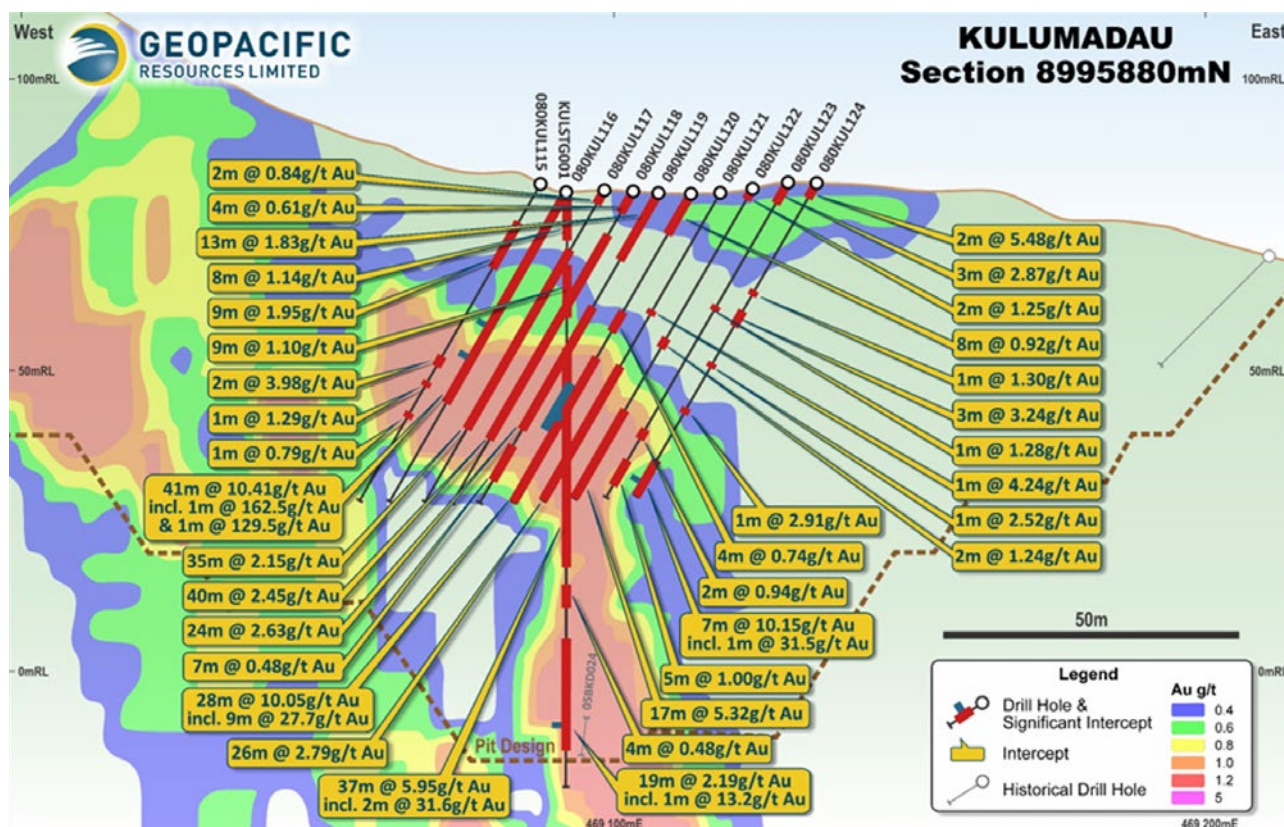 West
GEOPACIFIC
RESOURCES LIMITED
KULUMADAU
Section 8995880mN
East
100mRL
100mRL
080KUL115
KULSTG001
080KUL116
080KUL117
080KUL118
080KUL119
080KUL120
080KUL121
080KUL122
080KUL123
080KUL124
2m @ 0.84g/t Au
4m @ 0.61g/t Au
13m @ 1.83g/t Au
8m @ 1.14g/t Au
9m @ 1.95g/t Au
9m @ 1.10g/t Au
2m @ 3.98g/t Au
1m @ 1.29g/t Au
1m @ 0.79g/t Au
41m @ 10.41g/t Au
incl. 1m @ 162.5g/t Au
& 1m @ 129.5g/t Au
35m @ 2.15g/t Au
40m @ 2.45g/t Au
24m @ 2.63g/t Au
7m @ 0.48g/t Au
28m @ 10.05g/t Au
incl. 9m @ 27.7g/t Au
26m @ 2.79g/t Au
37m @ 5.95g/t Au
incl. 2m @ 31.6g/t Au
2m @ 5.48g/t Au
3m @ 2.87g/t Au
2m @ 1.25g/t Au
8m @ 0.92g/t Au
1m @ 1.30g/t Au
3m @ 3.24g/t Au
1m @ 1.28g/t Au
1m @ 4.24g/t Au
1m @ 2.52g/t Au
2m @ 1.24g/t Au
1m @ 2.91g/t Au
4m @ 0.74g/t Au
2m @ 0.94g/t Au
7m @ 10.15g/t Au
incl. 1m @ 31.5g/t Au
5m @ 1.00g/t Au
17m @ 5.32g/t Au
4m @ 0.48g/t Au
19m @ 2.19g/t Au
incl. 1m @ 13.2g/t Au
50mRL
50mRL
0mRL
0mRL
05BKD024
Pit Design
50m
Legend
Drill Hole &
Significant Intercept
Intercept
Historical Drill Hole
Au g/t
0.4
0.6
0.8
1.0
1.2
5
469 100mE
469 200mE